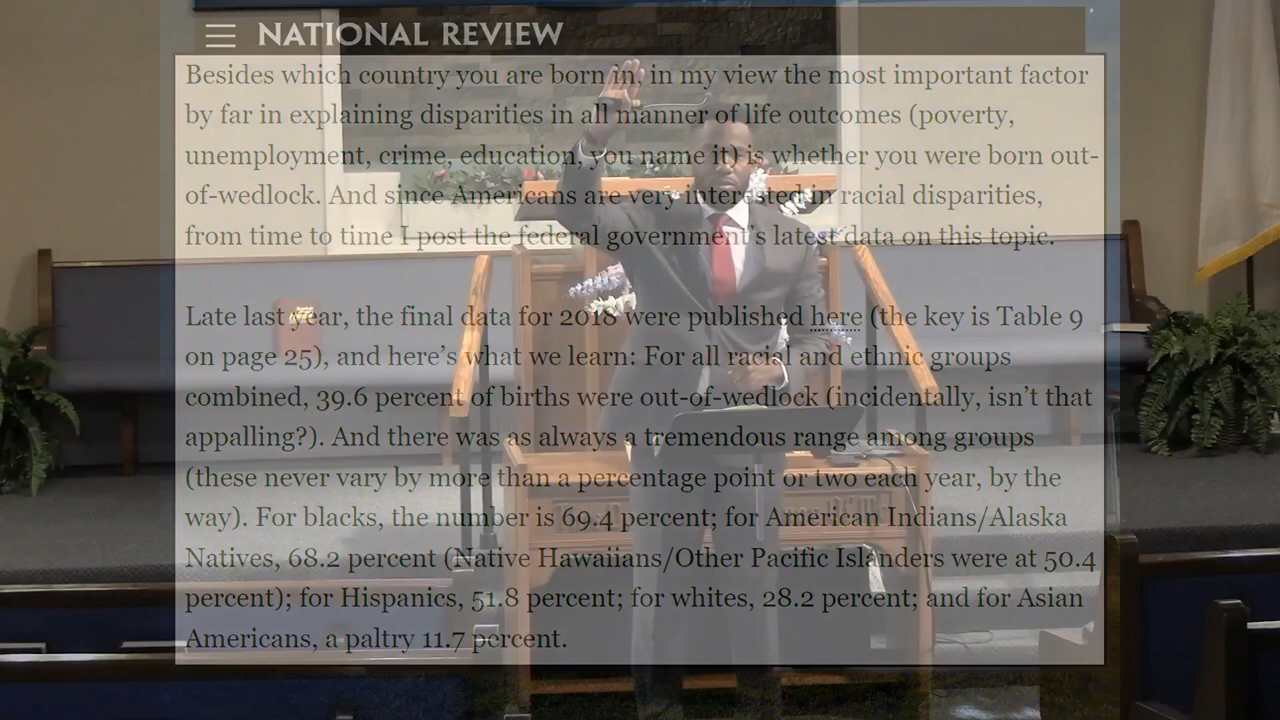 NATIONAL REVIEW
Besides which country you are born in, in my view the most important factor
by far in explaining disparities in all manner of life outcomes (poverty,
unemployment, crime, education, you name it) is whether you were born out-
of-wedlock. And since Americans are very interested in racial disparities,
from time to time I post the federal government's latest data on this topic.
Late last year, the final data for 2018 were published here (the key is Table 9
on page 25), and here's what we learn: For all racial and ethnic groups
combined, 39.6 percent of births were out-of-wedlock (incidentally, isn't that
appalling?). And there was as always a tremendous range among groups
(these never vary by more than a percentage point or two each year, by the
way). For blacks, the number is 69.4 percent; for American Indians/Alaska
Natives, 68.2 percent (Native Hawaiians/Other Pacific Islanders were at 50.4
percent); for Hispanics, 51.8 percent; for whites, 28.2 percent; and for Asian
Americans, a paltry 11.7 percent.